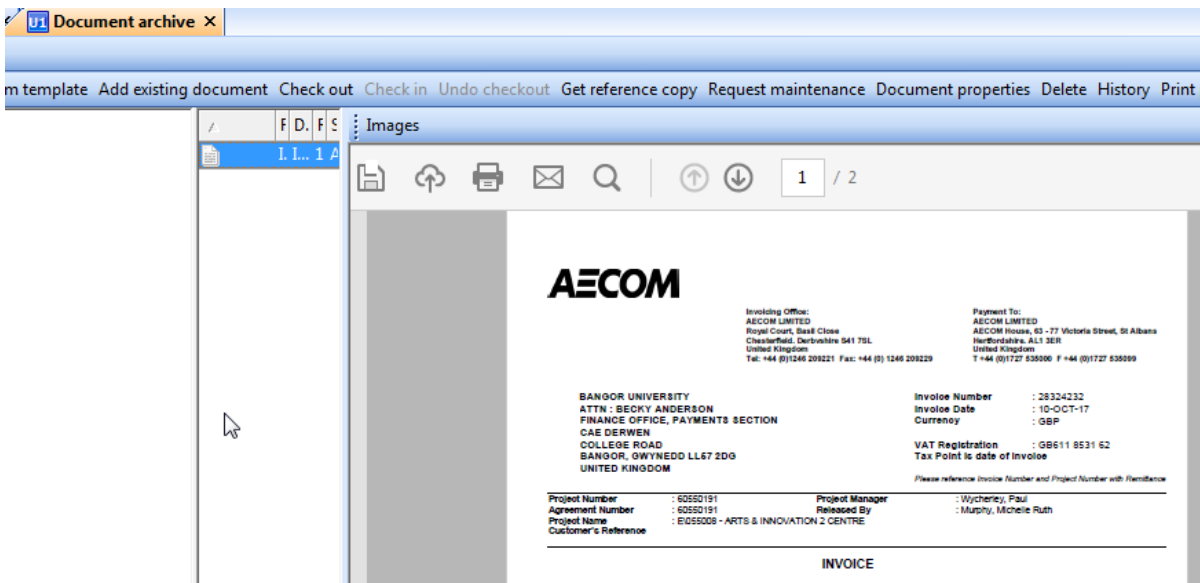 U1 Document archive X
m template Add existing document Check out Check in Undo checkout Get reference copy Request maintenance Document properties Delete History Print
F D. F S Images
I. I... 1 A
1 / 2
AECOM
Invoicing Office:
AECOM LIMITED
Royal Court, Basil Close
Chesterfield. Derbyshire S41 7SL
United Kingdom
Tel: +44 (0)1246 209221 Fax: +44 (0) 1246 209229
Payment To:
AECOM LIMITED
AECOM House, 63 - 77 Victoria Street, St Albans
Hertfordshire. AL1 3ER
United Kingdom
T +44 (0)1727 535000 F +44 (0)1727 535099
BANGOR UNIVERSITY
ATTN : BECKY ANDERSON
FINANCE OFFICE, PAYMENTS SECTION
CAE DERWEN
COLLEGE ROAD
BANGOR, GWYNEDD LL57 2DG
UNITED KINGDOM
Invoice Number : 28324232
Invoice Date : 10-OCT-17
Currency : GBP
VAT Registration : GB611 8531 62
Tax Point is date of invoice
Please reference Invoice Number and Project Number with Remittance
Project Number : 60550191 Project Manager : Wycherley, Paul
Agreement Number : 60550191 Released By : Murphy, Michelle Ruth
Project Name : E\055008 - ARTS & INNOVATION 2 CENTRE
Customer's Reference
INVOICE